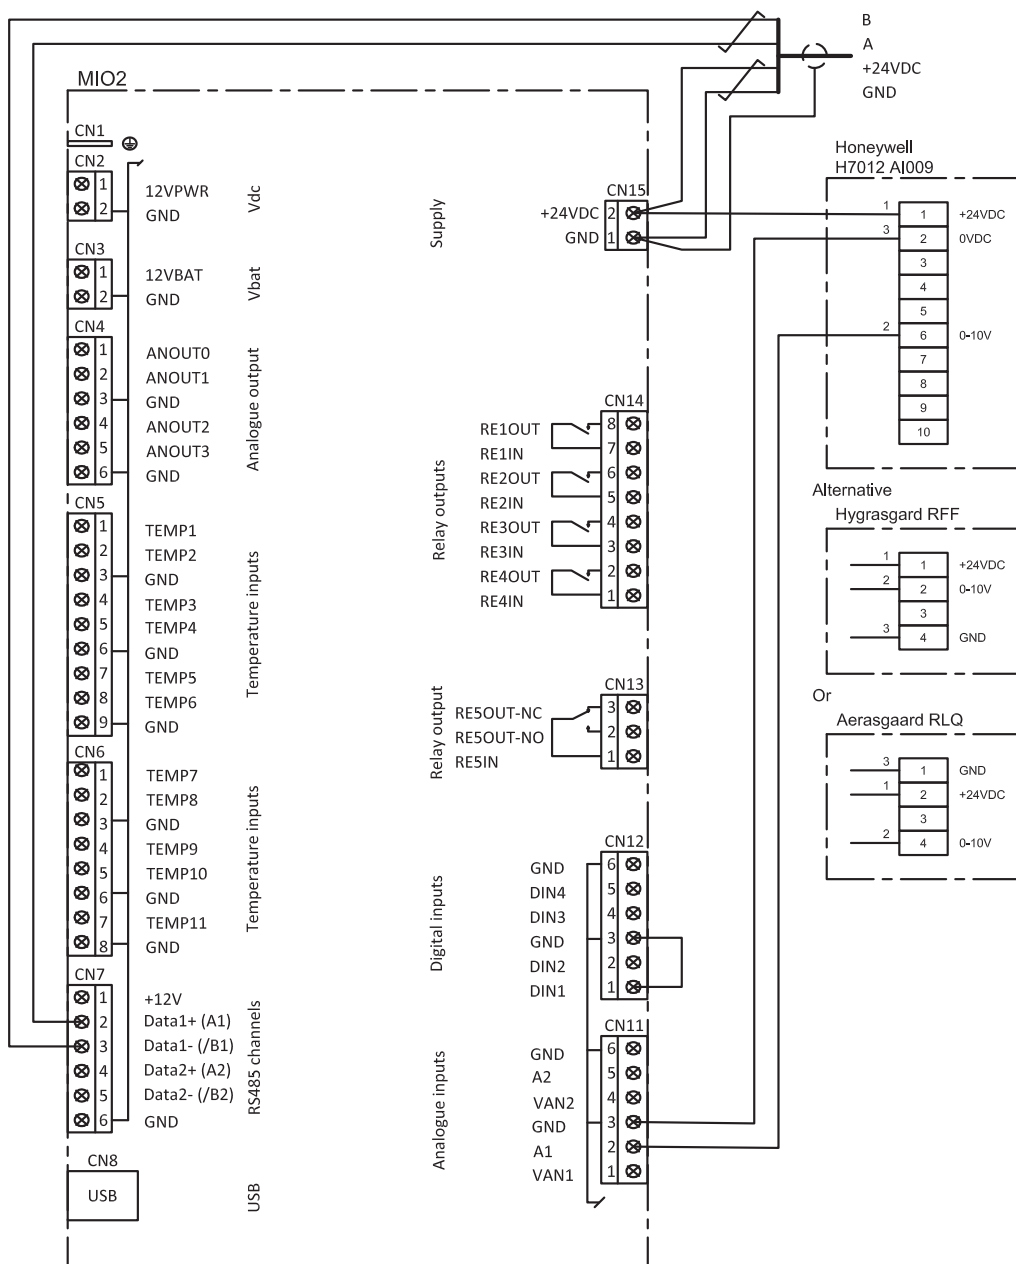 B
A
+24VDC
GND
MIO2
CN1
CN2
1 12VPWR
2 GND
Vdc
CN3
1 12VBAT
2 GND
Vbat
CN4
1 ANOUT0
2 ANOUT1
3 GND
4 ANOUT2
5 ANOUT3
6 GND
Analogue output
CN5
1 TEMP1
2 TEMP2
3 GND
4 TEMP3
5 TEMP4
6 GND
7 TEMP5
8 TEMP6
9 GND
Temperature inputs
CN6
1 TEMP7
2 TEMP8
3 GND
4 TEMP9
5 TEMP10
6 GND
7 TEMP11
8 GND
Temperature inputs
CN7
1 +12V
2 Data1+ (A1)
3 Data1- (/B1)
4 Data2+ (A2)
5 Data2- (/B2)
6 GND
RS485 channels
CN8
USB
USB
Supply
CN15
+24VDC 2
GND 1
Relay outputs
CN14
RE1OUT 8
RE1IN 7
RE2OUT 6
RE2IN 5
RE3OUT 4
RE3IN 3
RE4OUT 2
RE4IN 1
Relay output
CN13
RE5OUT-NC 3
RE5OUT-NO 2
RE5IN 1
Digital inputs
CN12
GND 6
DIN4 5
DIN3 4
GND 3
DIN2 2
DIN1 1
Analogue inputs
CN11
GND 6
A2 5
VAN2 4
GND 3
A1 2
VAN1 1
Honeywell
H7012 AI009
1 1 +24VDC
3 2 0VDC
3
4
5
2 6 0-10V
7
8
9
10
Alternative
Hygrasgard RFF
1 1 +24VDC
2 2 0-10V
3
3 4 GND
Or
Aerasgaard RLQ
3 1 GND
1 2 +24VDC
3
2 4 0-10V